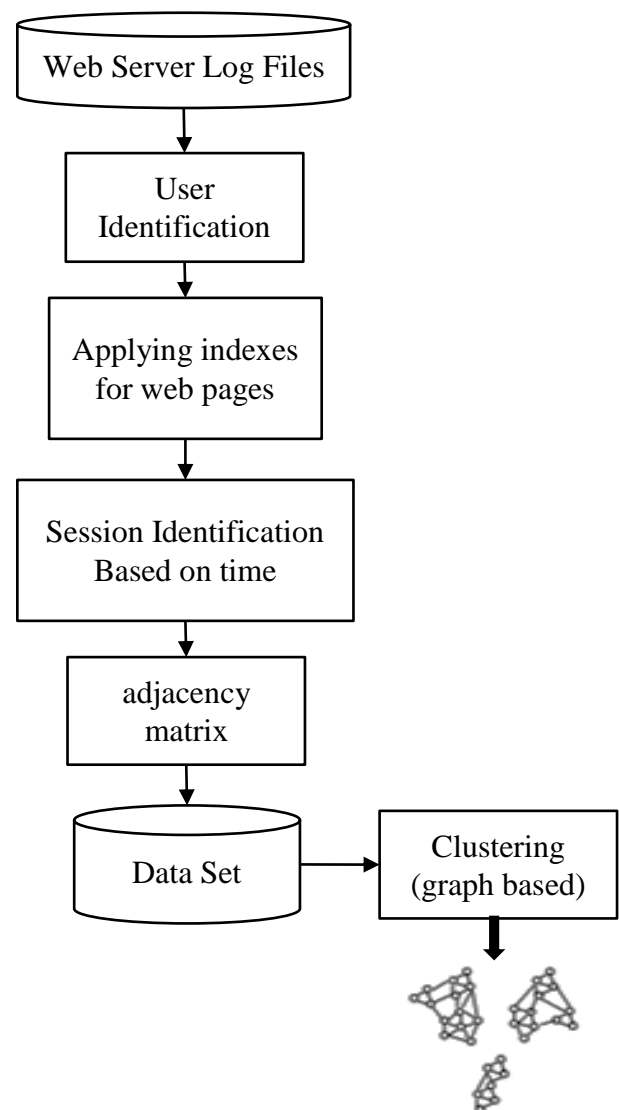 Web Server Log Files
User
Identification
Applying indexes
for web pages
Session Identification
Based on time
adjacency
matrix
Data Set
Clustering
(graph based)